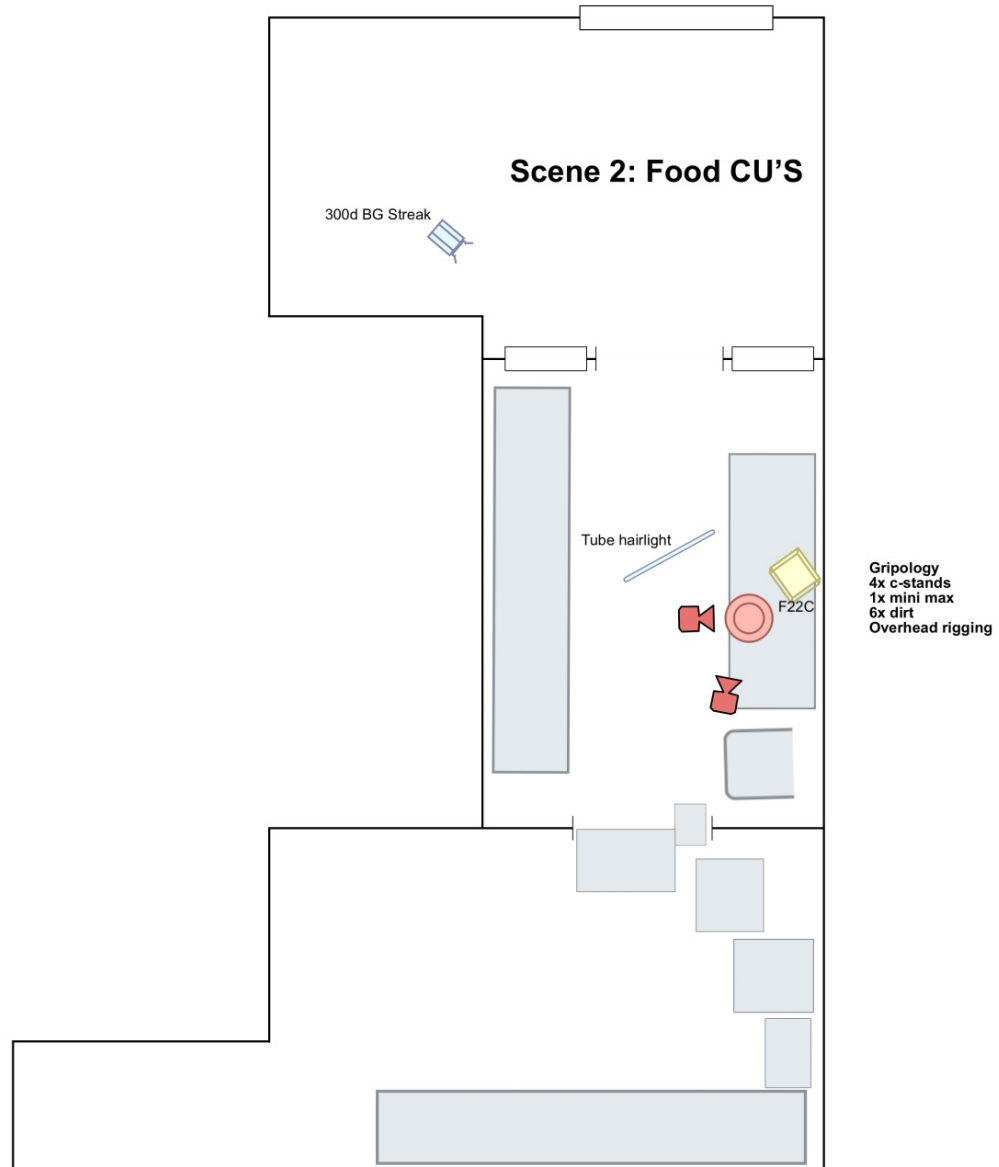 Scene 2: Food CU’S
300d BG Streak
Tube hairlight
F22C
Gripology
4x c-stands
1x mini max
6x dirt
Overhead rigging